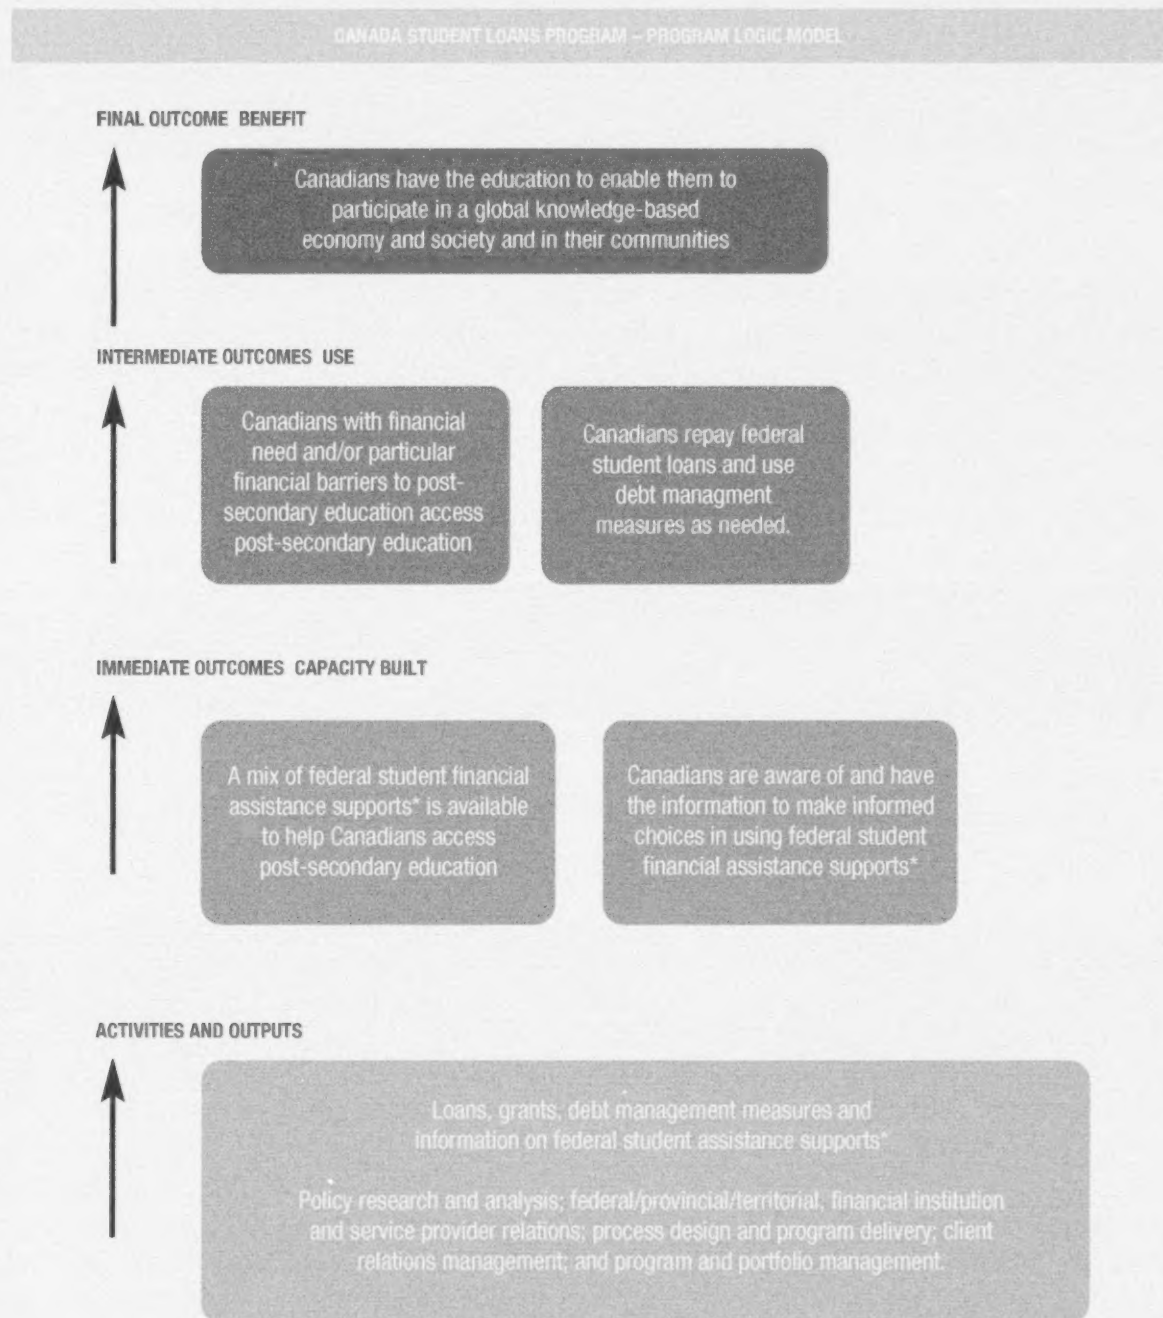 CANADA STUDENT LOANS PROGRAM – PROGRAM LOGIC MODEL
FINAL OUTCOME BENEFIT
Canadians have the education to enable them to
participate in a global knowledge-based
economy and society and in their communities
INTERMEDIATE OUTCOMES USE
Canadians with financial
need and/or particular
financial barriers to post-
secondary education access
post-secondary education
Canadians repay federal
student loans and use
debt managment
measures as needed.
IMMEDIATE OUTCOMES CAPACITY BUILT
A mix of federal student financial
assistance supports* is available
to help Canadians access
post-secondary education
Canadians are aware of and have
the information to make informed
choices in using federal student
financial assistance supports*
ACTIVITIES AND OUTPUTS
Loans, grants, debt management measures and
information on federal student assistance supports*
Policy research and analysis; federal/provincial/territorial, financial institution
and service provider relations; process design and program delivery; client
relations management; and program and portfolio management.